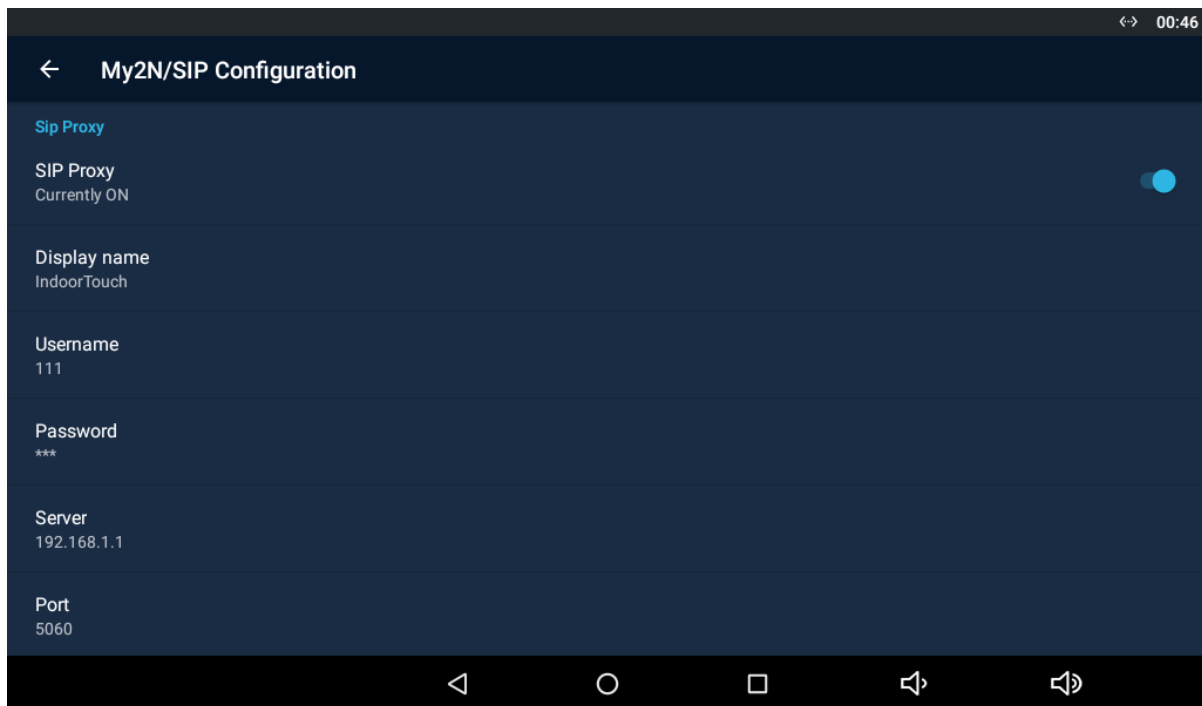 00:46
My2N/SIP Configuration
Sip Proxy
SIP Proxy
Currently ON
Display name
IndoorTouch
Username
111
Password
***
Server
192.168.1.1
Port
5060